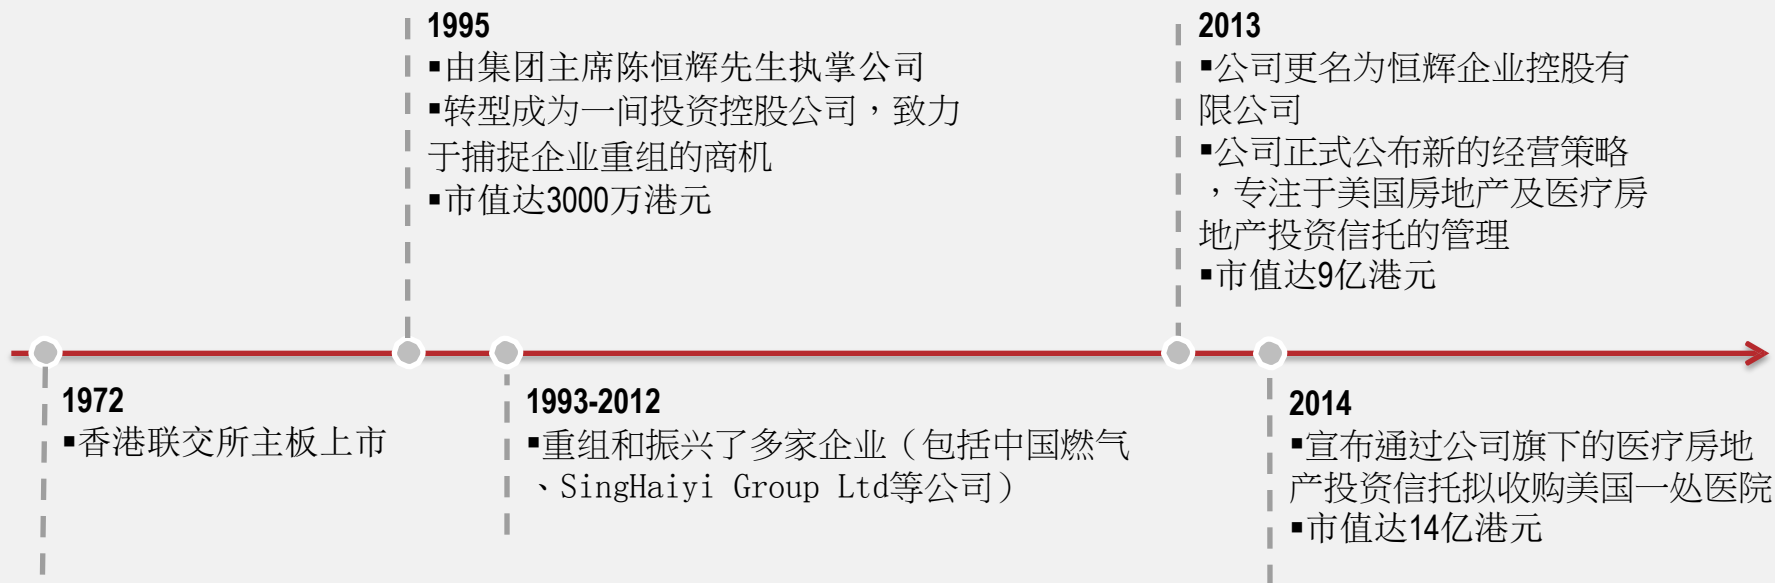 1995
▪由集团主席陈恒辉先生执掌公司
▪转型成为一间投资控股公司，致力
于捕捉企业重组的商机
▪市值达3000万港元
2013
▪公司更名为恒辉企业控股有
限公司
▪公司正式公布新的经营策略
，专注于美国房地产及医疗房
地产投资信托的管理
▪市值达9亿港元
1972
▪香港联交所主板上市
1993-2012
▪重组和振兴了多家企业（包括中国燃气
、SingHaiyi Group Ltd等公司）
2014
▪宣布通过公司旗下的医疗房地
产投资信托拟收购美国一处医院
▪市值达14亿港元